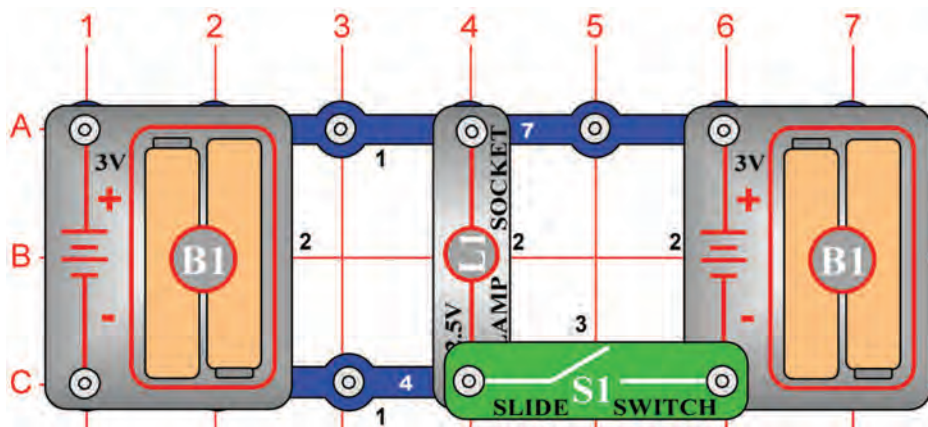 1 2 3 4 5 6 7
A
7
1
3V
3V
+
+
SOCKET
2
2
2
B
B1
L1
B1
-
-
LAMP
2.5V
3
C
4
S1
SLIDE SWITCH
1